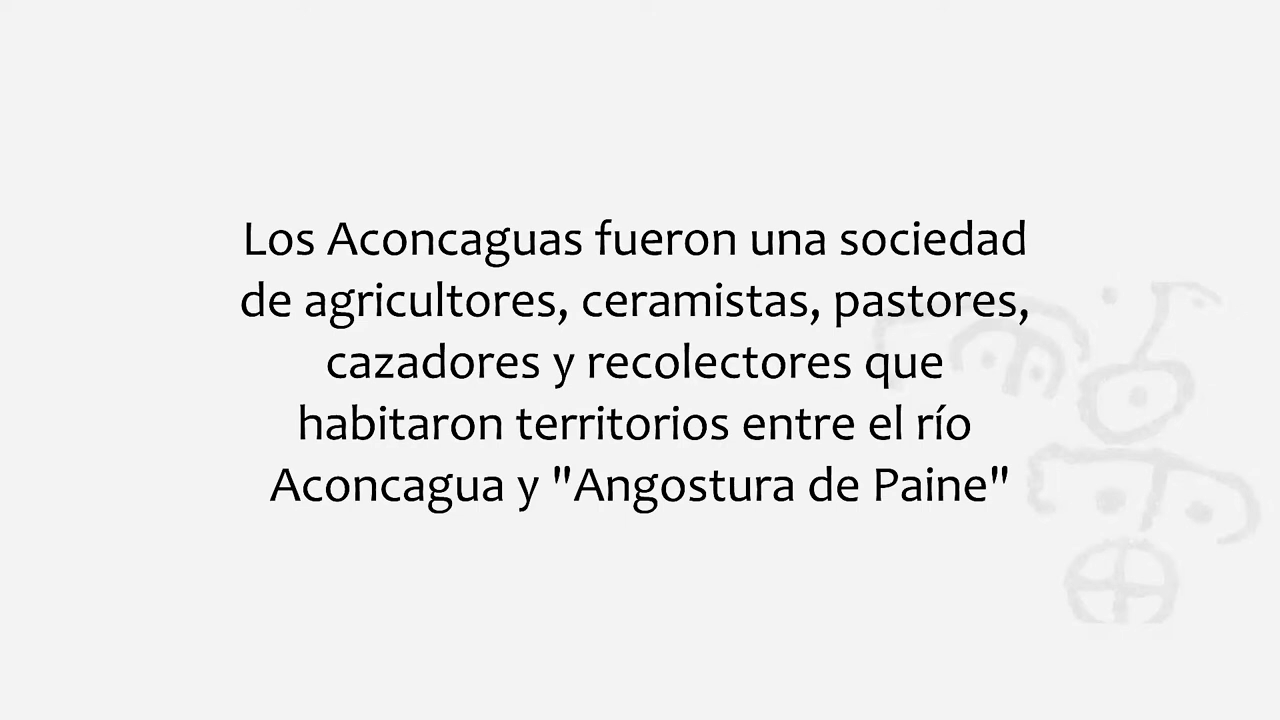 Los Aconcaguas fueron una sociedad
de agricultores, ceramistas, pastores,
cazadores y recolectores que
habitaron territorios entre el río
Aconcagua y "Angostura de Paine"